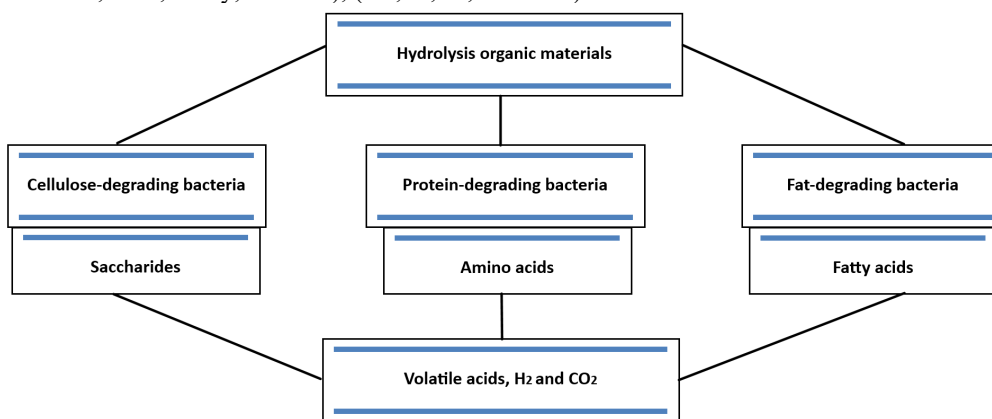 Hydrolysis organic materials
Cellulose-degrading bacteria
Protein-degrading bacteria
Fat-degrading bacteria
Saccharides
Amino acids
Fatty acids
Volatile acids, H2 and CO2